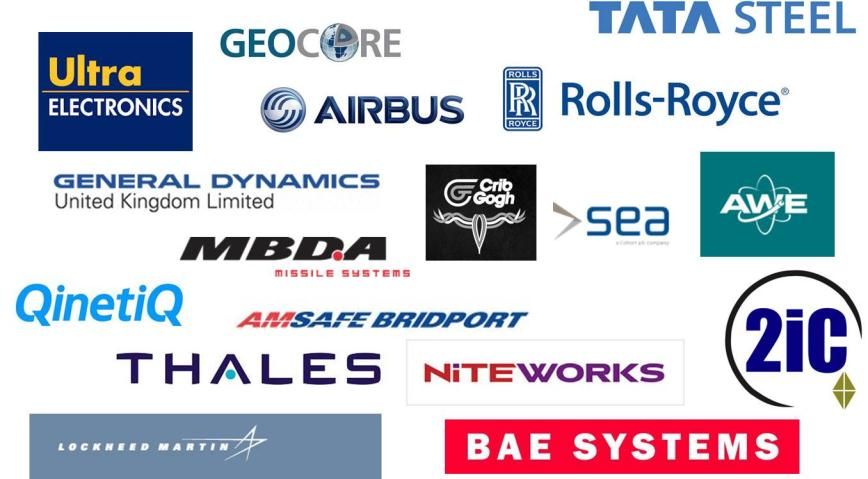 TATA STEEL
GEOCORE
Ultra
ELECTRONICS
AIRBUS
ROLLS
RR
ROYCE
Rolls-Royce®
GENERAL DYNAMICS
United Kingdom Limited
Crib
Gogh
sea
a Cohort plc company
AWE
MBDA
MISSILE SYSTEMS
QinetiQ
AMSAFE BRIDPORT
2iC
THALES
NiTEWORKS
LOCKHEED MARTIN
BAE SYSTEMS